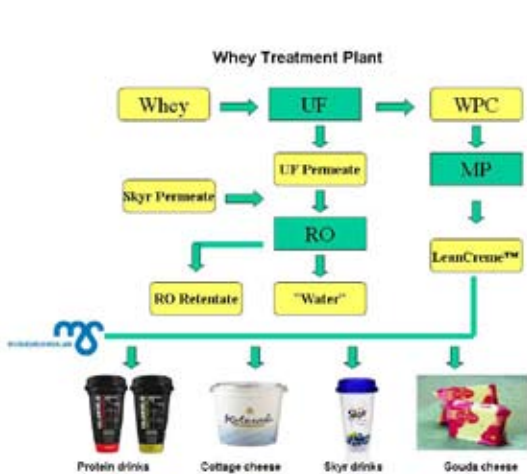 Whey Treatment Plant
Whey
UF
WPC
UF Permeate
MP
Skyr Permeate
RO
LeanCreme™
RO Retentate
"Water"
Protein drinks
Cottage cheese
Skyr drinks
Gouda cheese